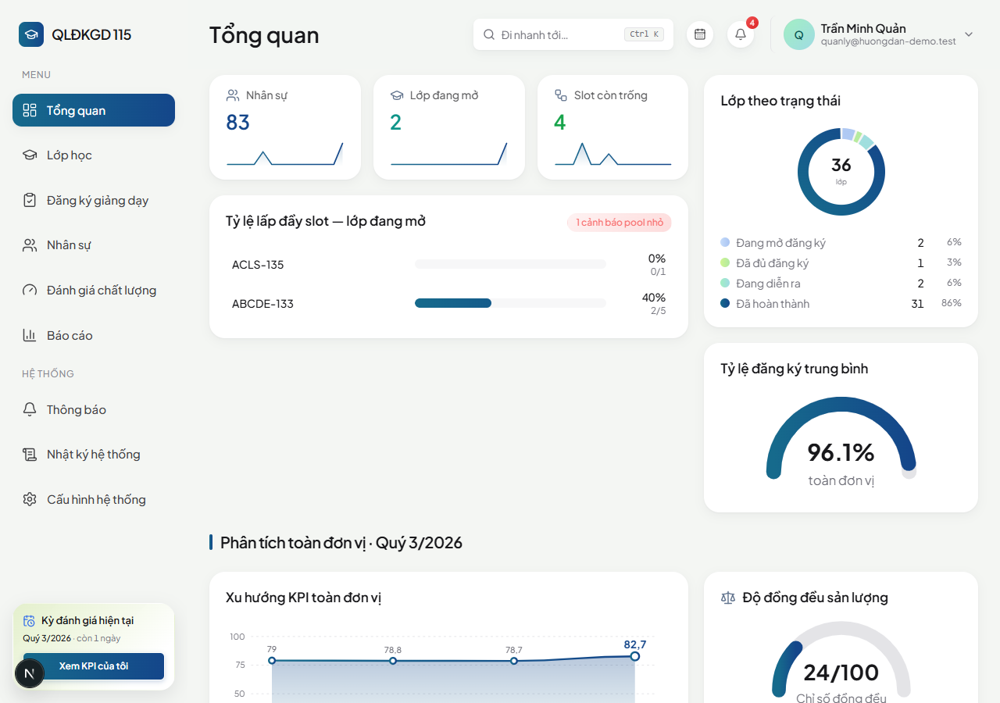 QLĐKGD 115
MENU
Tổng quan
Lớp học
Đăng ký giảng dạy
Nhân sự
Đánh giá chất lượng
Báo cáo
HỆ THỐNG
Thông báo
Nhật ký hệ thống
Cấu hình hệ thống
Kỳ đánh giá hiện tại
Quý 3/2026 · còn 1 ngày
Xem KPI của tôi
N
Tổng quan
Đi nhanh tới...
Ctrl K
4
Q
Trần Minh Quản
quanly@huongdan-demo.test
Nhân sự
83
Lớp đang mở
2
Slot còn trống
4
Tỷ lệ lấp đầy slot — lớp đang mở
1 cảnh báo pool nhỏ
ACLS-135
0%
0/1
ABCDE-133
40%
2/5
Lớp theo trạng thái
36
lớp
Đang mở đăng ký 2 6%
Đã đủ đăng ký 1 3%
Đang diễn ra 2 6%
Đã hoàn thành 31 86%
Tỷ lệ đăng ký trung bình
96.1%
toàn đơn vị
Phân tích toàn đơn vị · Quý 3/2026
Xu hướng KPI toàn đơn vị
100
75
50
79
78,8
78,7
82,7
Độ đồng đều sản lượng
24/100
Chỉ số đồng đều